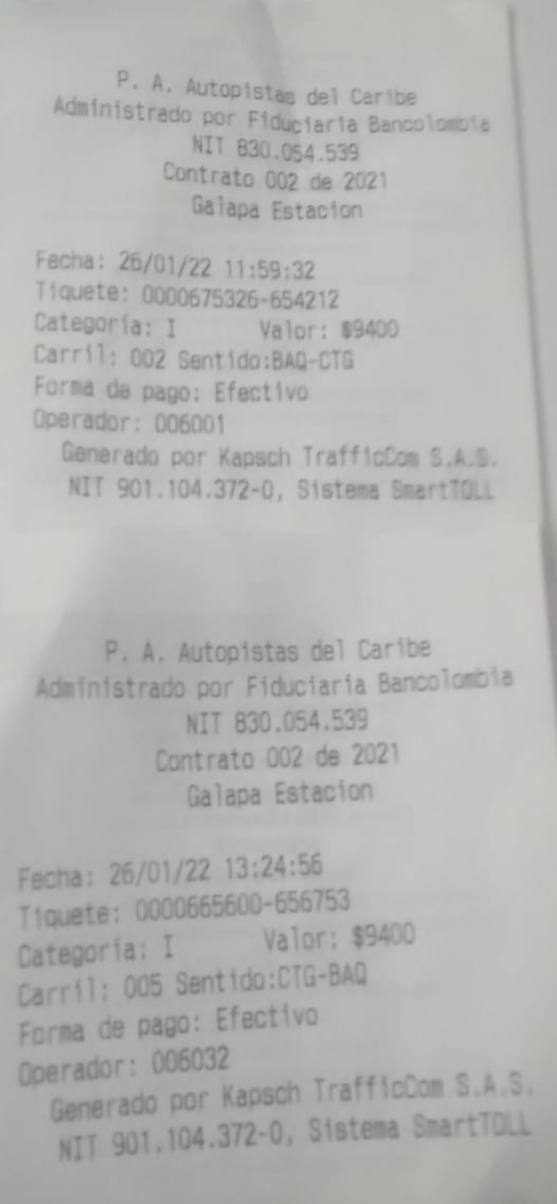 P. A. Autopistas del Caribe
Administrado por Fiduciaria Bancolombia
NIT 830.054.539
Contrato 002 de 2021
Galapa Estacion
Fecha: 26/01/22 11:59:32
Tiquete: 0000675326-654212
Categoría: I Valor: $9400
Carril: 002 Sentido:BAQ-CTG
Forma de pago: Efectivo
Operador: 006001
Generado por Kapsch TrafficCom S.A.S.
NIT 901.104.372-0, Sistema SmartTOLL
P. A. Autopistas del Caribe
Administrado por Fiduciaria Bancolombia
NIT 830.054.539
Contrato 002 de 2021
Galapa Estacion
Fecha: 26/01/22 13:24:56
Tiquete: 0000665600-656753
Categoría: I Valor: $9400
Carril: 005 Sentido:CTG-BAQ
Forma de pago: Efectivo
Operador: 006032
Generado por Kapsch TrafficCom S.A.S.
NIT 901.104.372-0, Sistema SmartTOLL